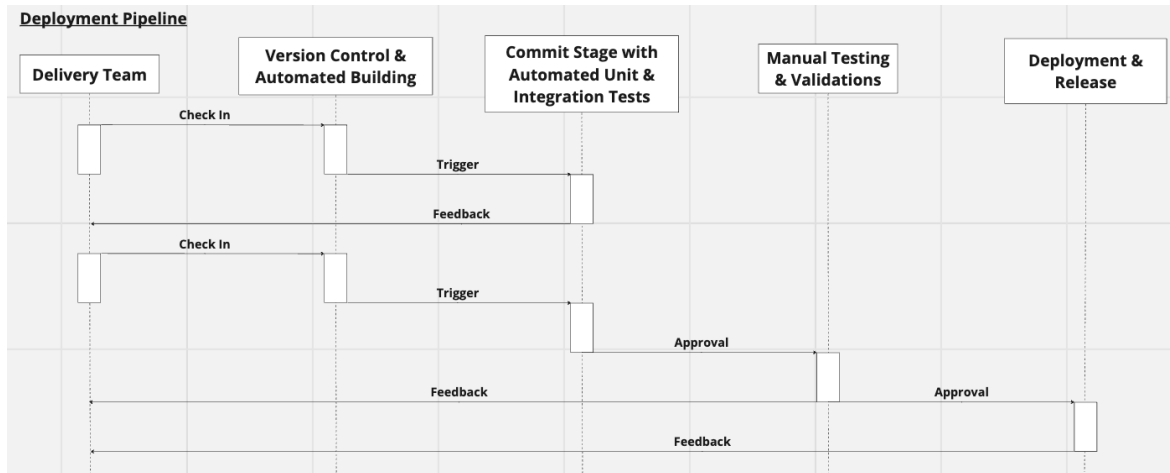 Deployment Pipeline
Delivery Team
Version Control &
Automated Building
Commit Stage with
Automated Unit &
Integration Tests
Manual Testing
& Validations
Deployment &
Release
Check In
Trigger
Feedback
Check In
Trigger
Approval
Feedback
Approval
Feedback